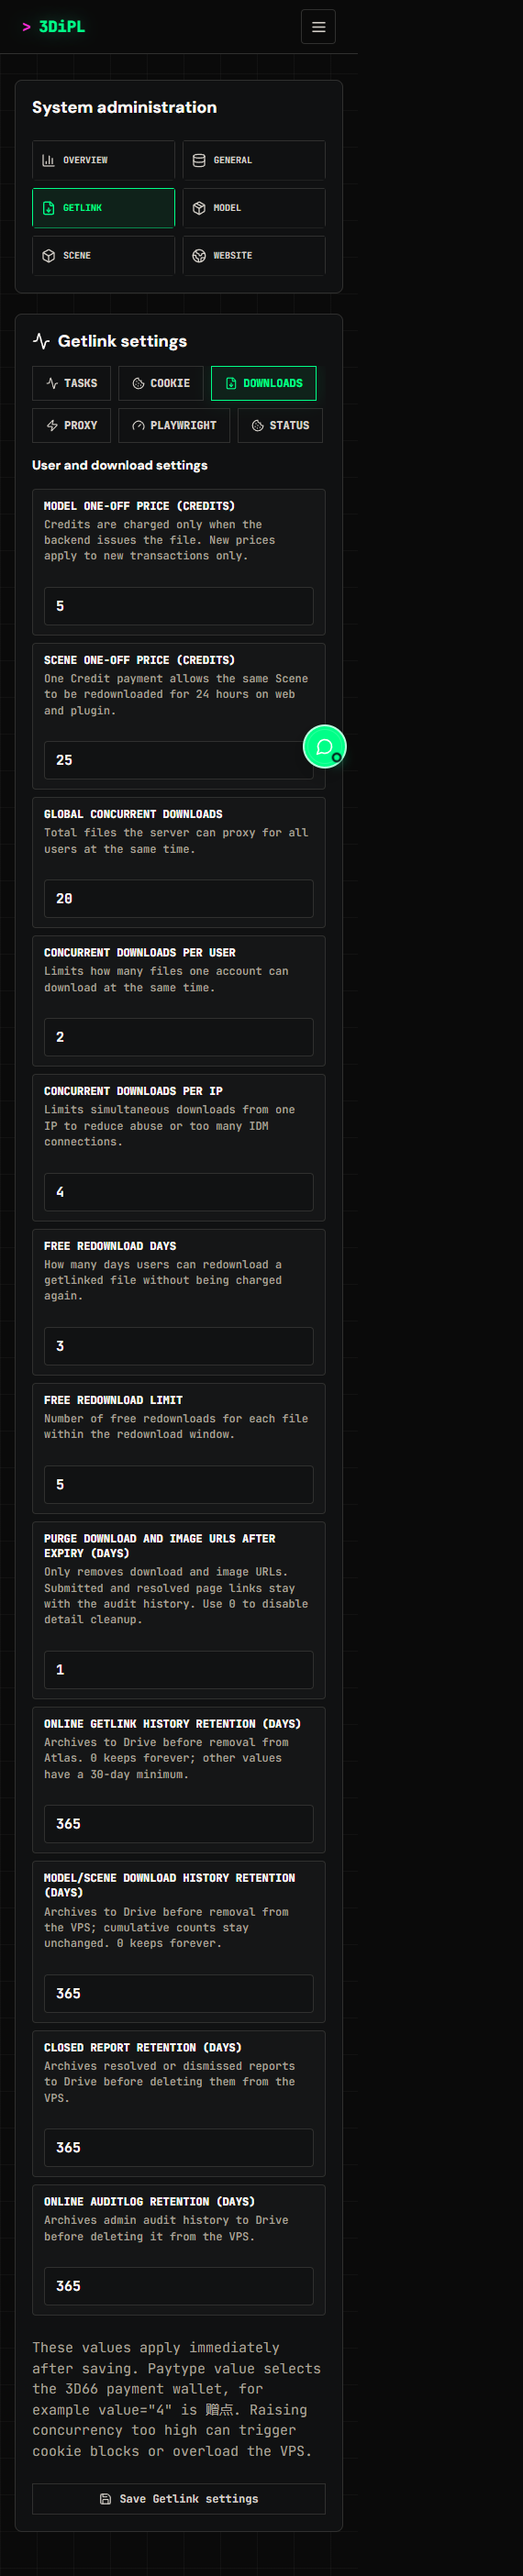 > 3DiPL
System administration
OVERVIEW
GENERAL
GETLINK
MODEL
SCENE
WEBSITE
Getlink settings
TASKS
COOKIE
DOWNLOADS
PROXY
PLAYWRIGHT
STATUS
User and download settings
MODEL ONE-OFF PRICE (CREDITS)
Credits are charged only when the
backend issues the file. New prices
apply to new transactions only.
5
SCENE ONE-OFF PRICE (CREDITS)
One Credit payment allows the same Scene
to be redownloaded for 24 hours on web
and plugin.
25
GLOBAL CONCURRENT DOWNLOADS
Total files the server can proxy for all
users at the same time.
20
CONCURRENT DOWNLOADS PER USER
Limits how many files one account can
download at the same time.
2
CONCURRENT DOWNLOADS PER IP
Limits simultaneous downloads from one
IP to reduce abuse or too many IDM
connections.
4
FREE REDOWNLOAD DAYS
How many days users can redownload a
getlinked file without being charged
again.
3
FREE REDOWNLOAD LIMIT
Number of free redownloads for each file
within the redownload window.
5
PURGE DOWNLOAD AND IMAGE URLS AFTER
EXPIRY (DAYS)
Only removes download and image URLs.
Submitted and resolved page links stay
with the audit history. Use 0 to disable
detail cleanup.
1
ONLINE GETLINK HISTORY RETENTION (DAYS)
Archives to Drive before removal from
Atlas. 0 keeps forever; other values
have a 30-day minimum.
365
MODEL/SCENE DOWNLOAD HISTORY RETENTION
(DAYS)
Archives to Drive before removal from
the VPS; cumulative counts stay
unchanged. 0 keeps forever.
365
CLOSED REPORT RETENTION (DAYS)
Archives resolved or dismissed reports
to Drive before deleting them from the
VPS.
365
ONLINE AUDITLOG RETENTION (DAYS)
Archives admin audit history to Drive
before deleting it from the VPS.
365
These values apply immediately
after saving. Paytype value selects
the 3D66 payment wallet, for
example value="4" is 赠点. Raising
concurrency too high can trigger
cookie blocks or overload the VPS.
Save Getlink settings